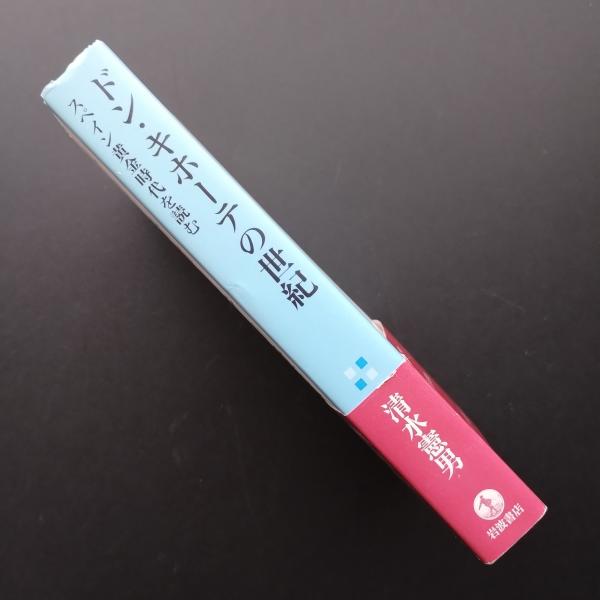 ドン・キホーテの世紀
スペイン黄金時代を読む
清水憲男
岩波書店